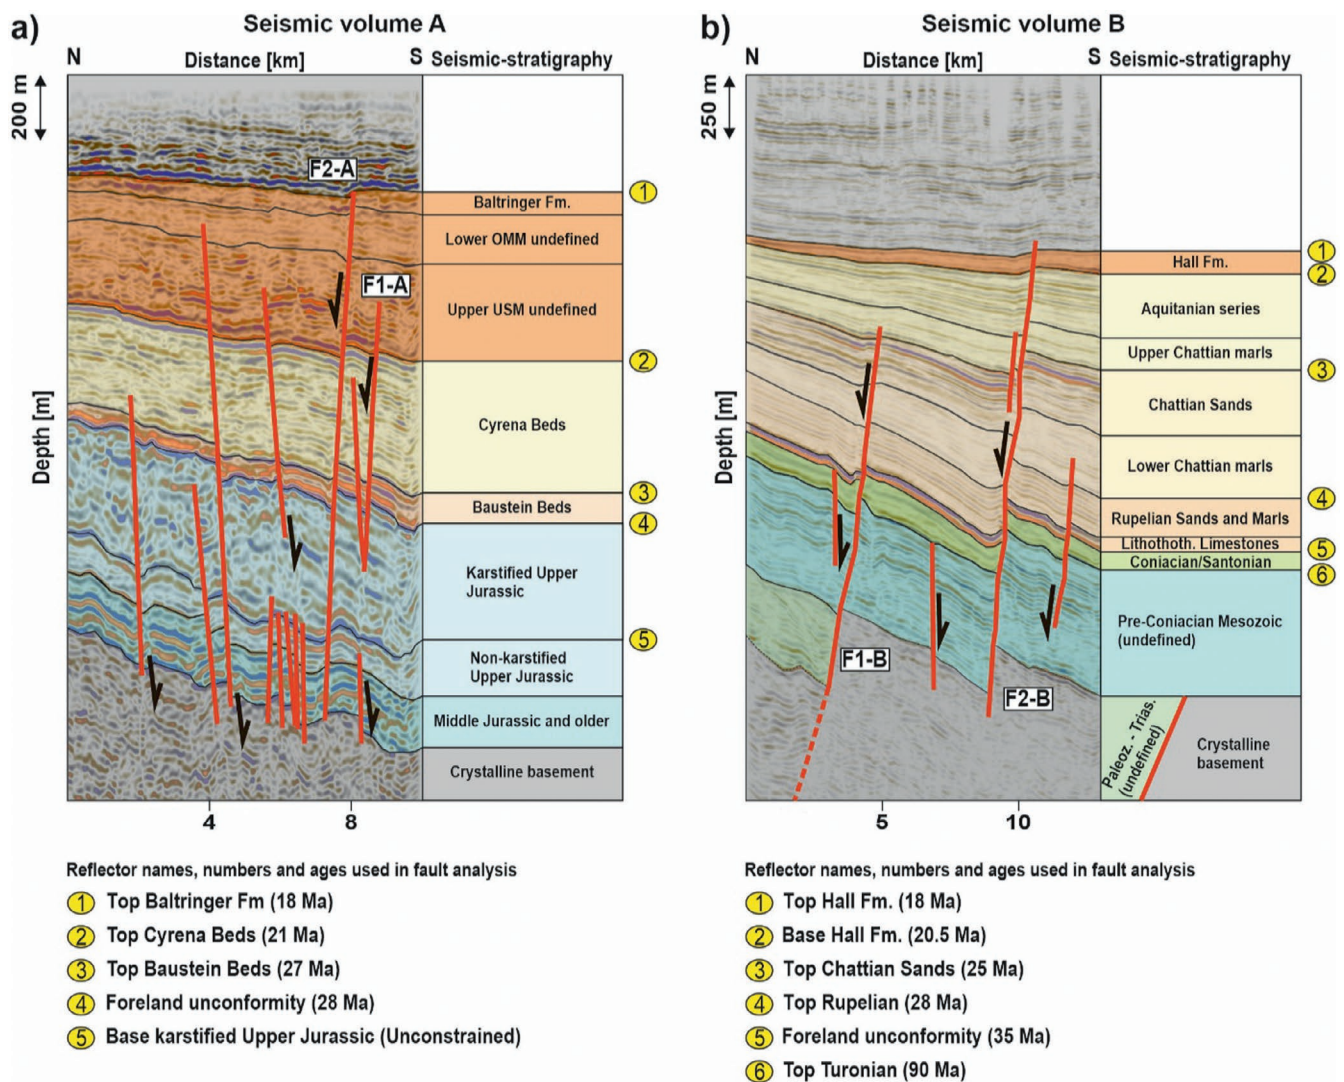 a)
Seismic volume A
N
Distance [km]
S
Seismic-stratigraphy
200 m
Depth [m]
F2-A
F1-A
1
Baltringer Fm.
Lower OMM undefined
Upper USM undefined
2
Cyrena Beds
3
Baustein Beds
4
Karstified Upper
Jurassic
5
Non-karstified
Upper Jurassic
Middle Jurassic and older
Crystalline basement
4
8
Reflector names, numbers and ages used in fault analysis
1 Top Baltringer Fm (18 Ma)
2 Top Cyrena Beds (21 Ma)
3 Top Baustein Beds (27 Ma)
4 Foreland unconformity (28 Ma)
5 Base karstified Upper Jurassic (Unconstrained)
b)
Seismic volume B
N
Distance [km]
S
Seismic-stratigraphy
250 m
Depth [m]
1
Hall Fm.
2
Aquitanian series
Upper Chattian marls
3
Chattian Sands
Lower Chattian marls
4
Rupelian Sands and Marls
Lithothoth. Limestones
5
Coniacian/Santonian
6
Pre-Coniacian Mesozoic
(undefined)
F1-B
F2-B
Paleoz. - Trias.
(undefined)
Crystalline
basement
5
10
Reflector names, numbers and ages used in fault analysis
1 Top Hall Fm. (18 Ma)
2 Base Hall Fm. (20.5 Ma)
3 Top Chattian Sands (25 Ma)
4 Top Rupelian (28 Ma)
5 Foreland unconformity (35 Ma)
6 Top Turonian (90 Ma)